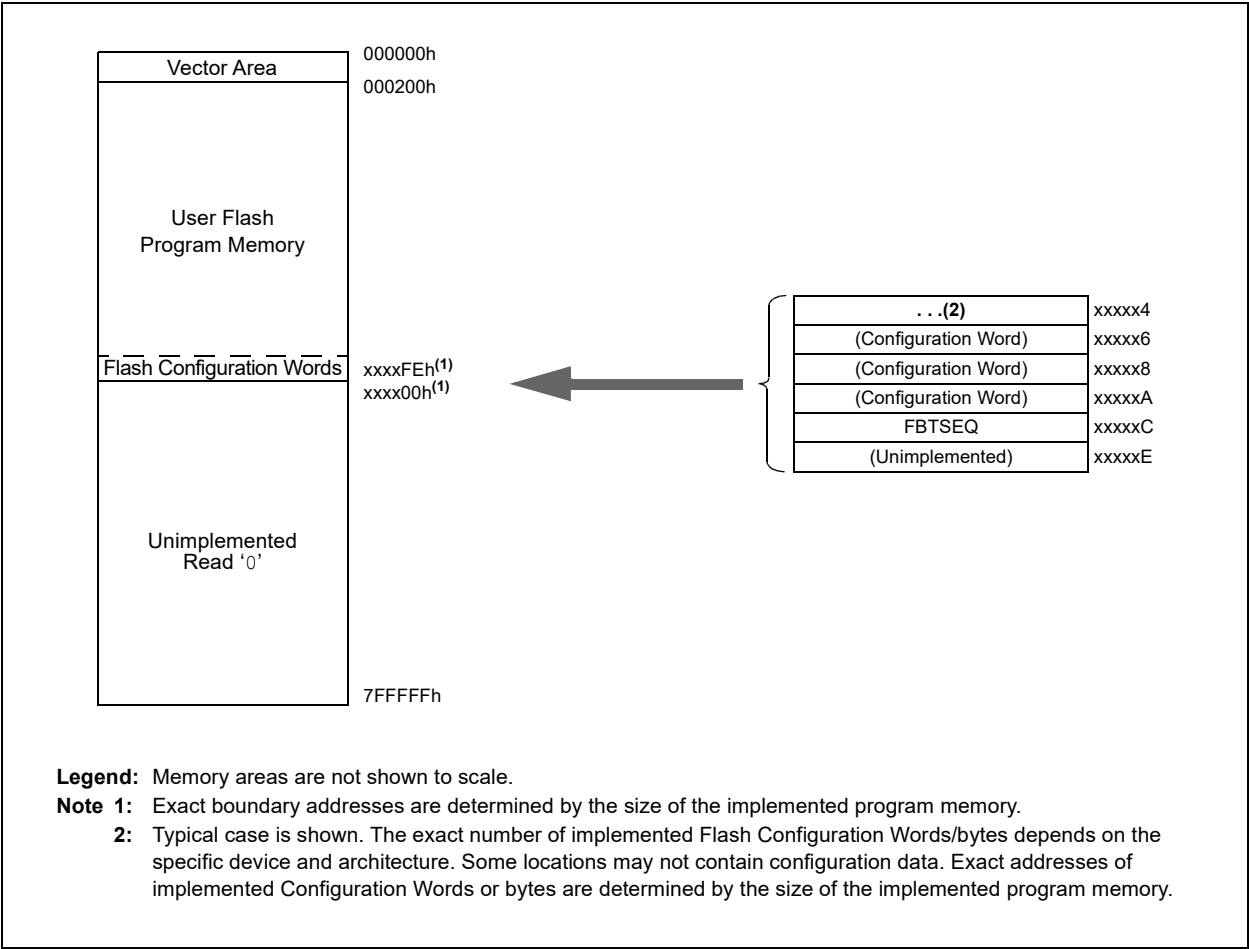 000000h
Vector Area
000200h
User Flash
Program Memory
Flash Configuration Words
xxxxFEh(1)
xxxx00h(1)
Unimplemented
Read ‘0’
7FFFFFh
. . .(2) xxxxx4
(Configuration Word) xxxxx6
(Configuration Word) xxxxx8
(Configuration Word) xxxxxA
FBTSEQ xxxxxC
(Unimplemented) xxxxxE
Legend: Memory areas are not shown to scale.
Note 1: Exact boundary addresses are determined by the size of the implemented program memory.
2: Typical case is shown. The exact number of implemented Flash Configuration Words/bytes depends on the
specific device and architecture. Some locations may not contain configuration data. Exact addresses of
implemented Configuration Words or bytes are determined by the size of the implemented program memory.